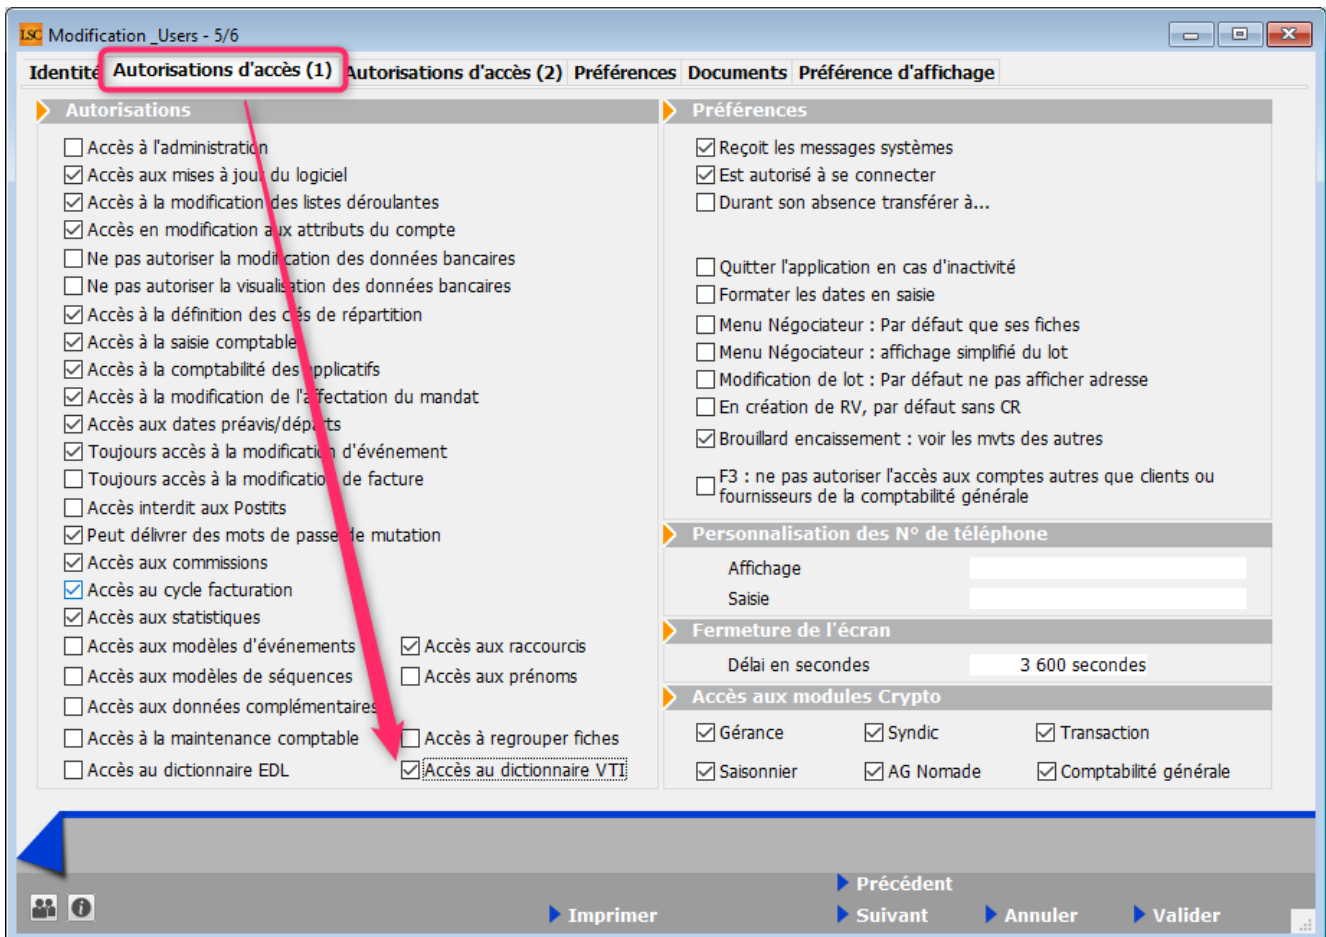 LSC Modification _Users - 5/6
Identité Autorisations d'accès (1) Autorisations d'accès (2) Préférences Documents Préférence d'affichage
Autorisations
Accès à l'administration
Accès aux mises à jour du logiciel
Accès à la modification des listes déroulantes
Accès en modification aux attributs du compte
Ne pas autoriser la modification des données bancaires
Ne pas autoriser la visualisation des données bancaires
Accès à la définition des clés de répartition
Accès à la saisie comptable
Accès à la comptabilité des applicatifs
Accès à la modification de l'affectation du mandat
Accès aux dates préavis/départs
Toujours accès à la modification d'événement
Toujours accès à la modification de facture
Accès interdit aux Postits
Peut délivrer des mots de passe de mutation
Accès aux commissions
Accès au cycle facturation
Accès aux statistiques
Accès aux modèles d'événements Accès aux raccourcis
Accès aux modèles de séquences Accès aux prénoms
Accès aux données complémentaires
Accès à la maintenance comptable Accès à regrouper fiches
Accès au dictionnaire EDL Accès au dictionnaire VTI
Préférences
Reçoit les messages systèmes
Est autorisé à se connecter
Durant son absence transférer à...
Quitter l'application en cas d'inactivité
Formater les dates en saisie
Menu Négociateur : Par défaut que ses fiches
Menu Négociateur : affichage simplifié du lot
Modification de lot : Par défaut ne pas afficher adresse
En création de RV, par défaut sans CR
Brouillard encaissement : voir les mvts des autres
F3 : ne pas autoriser l'accès aux comptes autres que clients ou
fournisseurs de la comptabilité générale
Personnalisation des N° de téléphone
Affichage
Saisie
Fermeture de l'écran
Délai en secondes 3 600 secondes
Accès aux modules Crypto
Gérance Syndic Transaction
Saisonnier AG Nomade Comptabilité générale
Précédent
Imprimer Suivant Annuler Valider